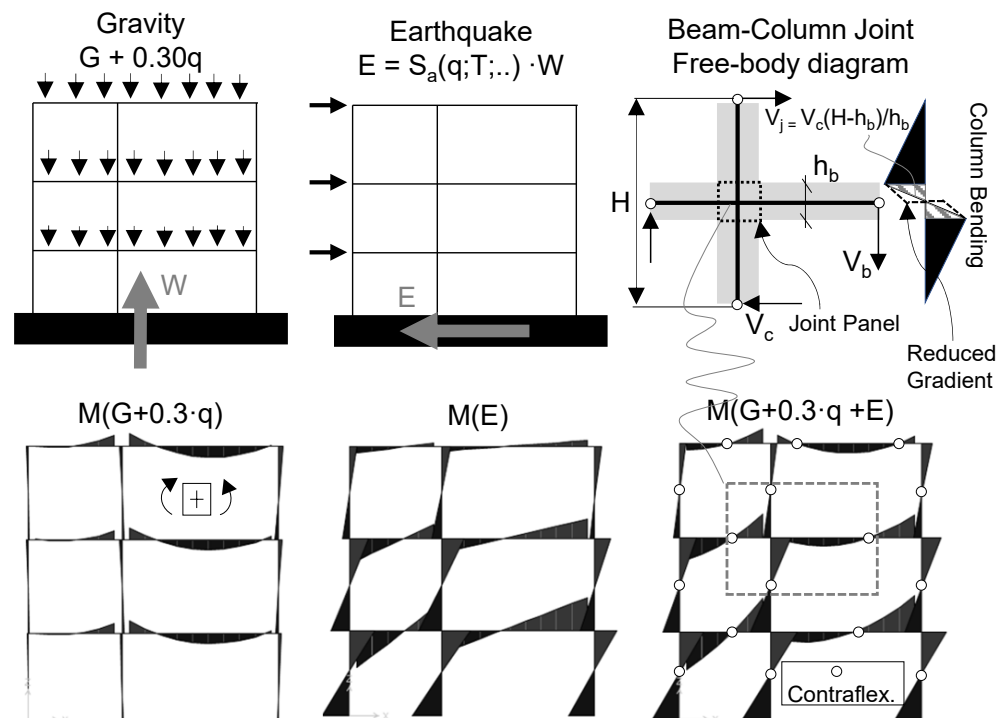 Gravity
G + 0.30q
Earthquake
E = Sa(q;T;..) ·W
Beam-Column Joint
Free-body diagram
Vj = Vc(H-hb)/hb
Column Bending
hb
H
Vb
W
E
Vc
Joint Panel
Reduced
Gradient
M(G+0.3·q)
M(E)
M(G+0.3·q +E)
+
Contraflex.